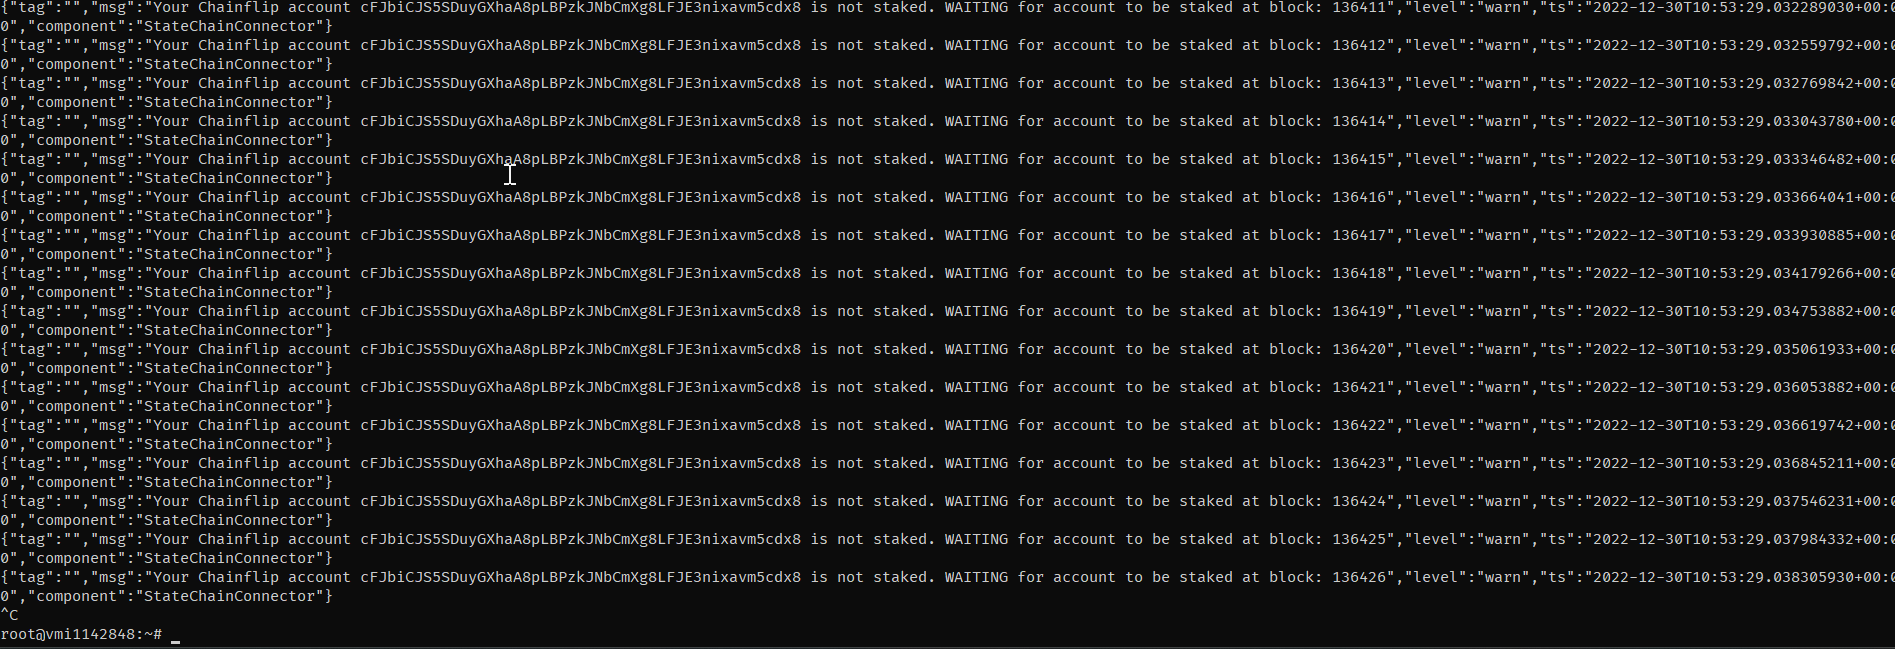 {"tag":"","msg":"Your Chainflip account cFJbiCJS5SDuyGXhaA8pLBPzkJNbCmXg8LFJE3nixavm5cdx8 is not staked. WAITING for account to be staked at block: 136411","level":"warn","ts":"2022-12-30T10:53:29.032289030+00:0
0","component":"StateChainConnector"}
{"tag":"","msg":"Your Chainflip account cFJbiCJS5SDuyGXhaA8pLBPzkJNbCmXg8LFJE3nixavm5cdx8 is not staked. WAITING for account to be staked at block: 136412","level":"warn","ts":"2022-12-30T10:53:29.032559792+00:0
0","component":"StateChainConnector"}
{"tag":"","msg":"Your Chainflip account cFJbiCJS5SDuyGXhaA8pLBPzkJNbCmXg8LFJE3nixavm5cdx8 is not staked. WAITING for account to be staked at block: 136413","level":"warn","ts":"2022-12-30T10:53:29.032769842+00:0
0","component":"StateChainConnector"}
{"tag":"","msg":"Your Chainflip account cFJbiCJS5SDuyGXhaA8pLBPzkJNbCmXg8LFJE3nixavm5cdx8 is not staked. WAITING for account to be staked at block: 136414","level":"warn","ts":"2022-12-30T10:53:29.033043780+00:0
0","component":"StateChainConnector"}
{"tag":"","msg":"Your Chainflip account cFJbiCJS5SDuyGXhaA8pLBPzkJNbCmXg8LFJE3nixavm5cdx8 is not staked. WAITING for account to be staked at block: 136415","level":"warn","ts":"2022-12-30T10:53:29.033346482+00:0
0","component":"StateChainConnector"}
{"tag":"","msg":"Your Chainflip account cFJbiCJS5SDuyGXhaA8pLBPzkJNbCmXg8LFJE3nixavm5cdx8 is not staked. WAITING for account to be staked at block: 136416","level":"warn","ts":"2022-12-30T10:53:29.033664041+00:0
0","component":"StateChainConnector"}
{"tag":"","msg":"Your Chainflip account cFJbiCJS5SDuyGXhaA8pLBPzkJNbCmXg8LFJE3nixavm5cdx8 is not staked. WAITING for account to be staked at block: 136417","level":"warn","ts":"2022-12-30T10:53:29.033930885+00:0
0","component":"StateChainConnector"}
{"tag":"","msg":"Your Chainflip account cFJbiCJS5SDuyGXhaA8pLBPzkJNbCmXg8LFJE3nixavm5cdx8 is not staked. WAITING for account to be staked at block: 136418","level":"warn","ts":"2022-12-30T10:53:29.034179266+00:0
0","component":"StateChainConnector"}
{"tag":"","msg":"Your Chainflip account cFJbiCJS5SDuyGXhaA8pLBPzkJNbCmXg8LFJE3nixavm5cdx8 is not staked. WAITING for account to be staked at block: 136419","level":"warn","ts":"2022-12-30T10:53:29.034753882+00:0
0","component":"StateChainConnector"}
{"tag":"","msg":"Your Chainflip account cFJbiCJS5SDuyGXhaA8pLBPzkJNbCmXg8LFJE3nixavm5cdx8 is not staked. WAITING for account to be staked at block: 136420","level":"warn","ts":"2022-12-30T10:53:29.035061933+00:0
0","component":"StateChainConnector"}
{"tag":"","msg":"Your Chainflip account cFJbiCJS5SDuyGXhaA8pLBPzkJNbCmXg8LFJE3nixavm5cdx8 is not staked. WAITING for account to be staked at block: 136421","level":"warn","ts":"2022-12-30T10:53:29.036053882+00:0
0","component":"StateChainConnector"}
{"tag":"","msg":"Your Chainflip account cFJbiCJS5SDuyGXhaA8pLBPzkJNbCmXg8LFJE3nixavm5cdx8 is not staked. WAITING for account to be staked at block: 136422","level":"warn","ts":"2022-12-30T10:53:29.036619742+00:0
0","component":"StateChainConnector"}
{"tag":"","msg":"Your Chainflip account cFJbiCJS5SDuyGXhaA8pLBPzkJNbCmXg8LFJE3nixavm5cdx8 is not staked. WAITING for account to be staked at block: 136423","level":"warn","ts":"2022-12-30T10:53:29.036845211+00:0
0","component":"StateChainConnector"}
{"tag":"","msg":"Your Chainflip account cFJbiCJS5SDuyGXhaA8pLBPzkJNbCmXg8LFJE3nixavm5cdx8 is not staked. WAITING for account to be staked at block: 136424","level":"warn","ts":"2022-12-30T10:53:29.037546231+00:0
0","component":"StateChainConnector"}
{"tag":"","msg":"Your Chainflip account cFJbiCJS5SDuyGXhaA8pLBPzkJNbCmXg8LFJE3nixavm5cdx8 is not staked. WAITING for account to be staked at block: 136425","level":"warn","ts":"2022-12-30T10:53:29.037984332+00:0
0","component":"StateChainConnector"}
{"tag":"","msg":"Your Chainflip account cFJbiCJS5SDuyGXhaA8pLBPzkJNbCmXg8LFJE3nixavm5cdx8 is not staked. WAITING for account to be staked at block: 136426","level":"warn","ts":"2022-12-30T10:53:29.038305930+00:0
0","component":"StateChainConnector"}
^C
root@vmi1142848:~# _